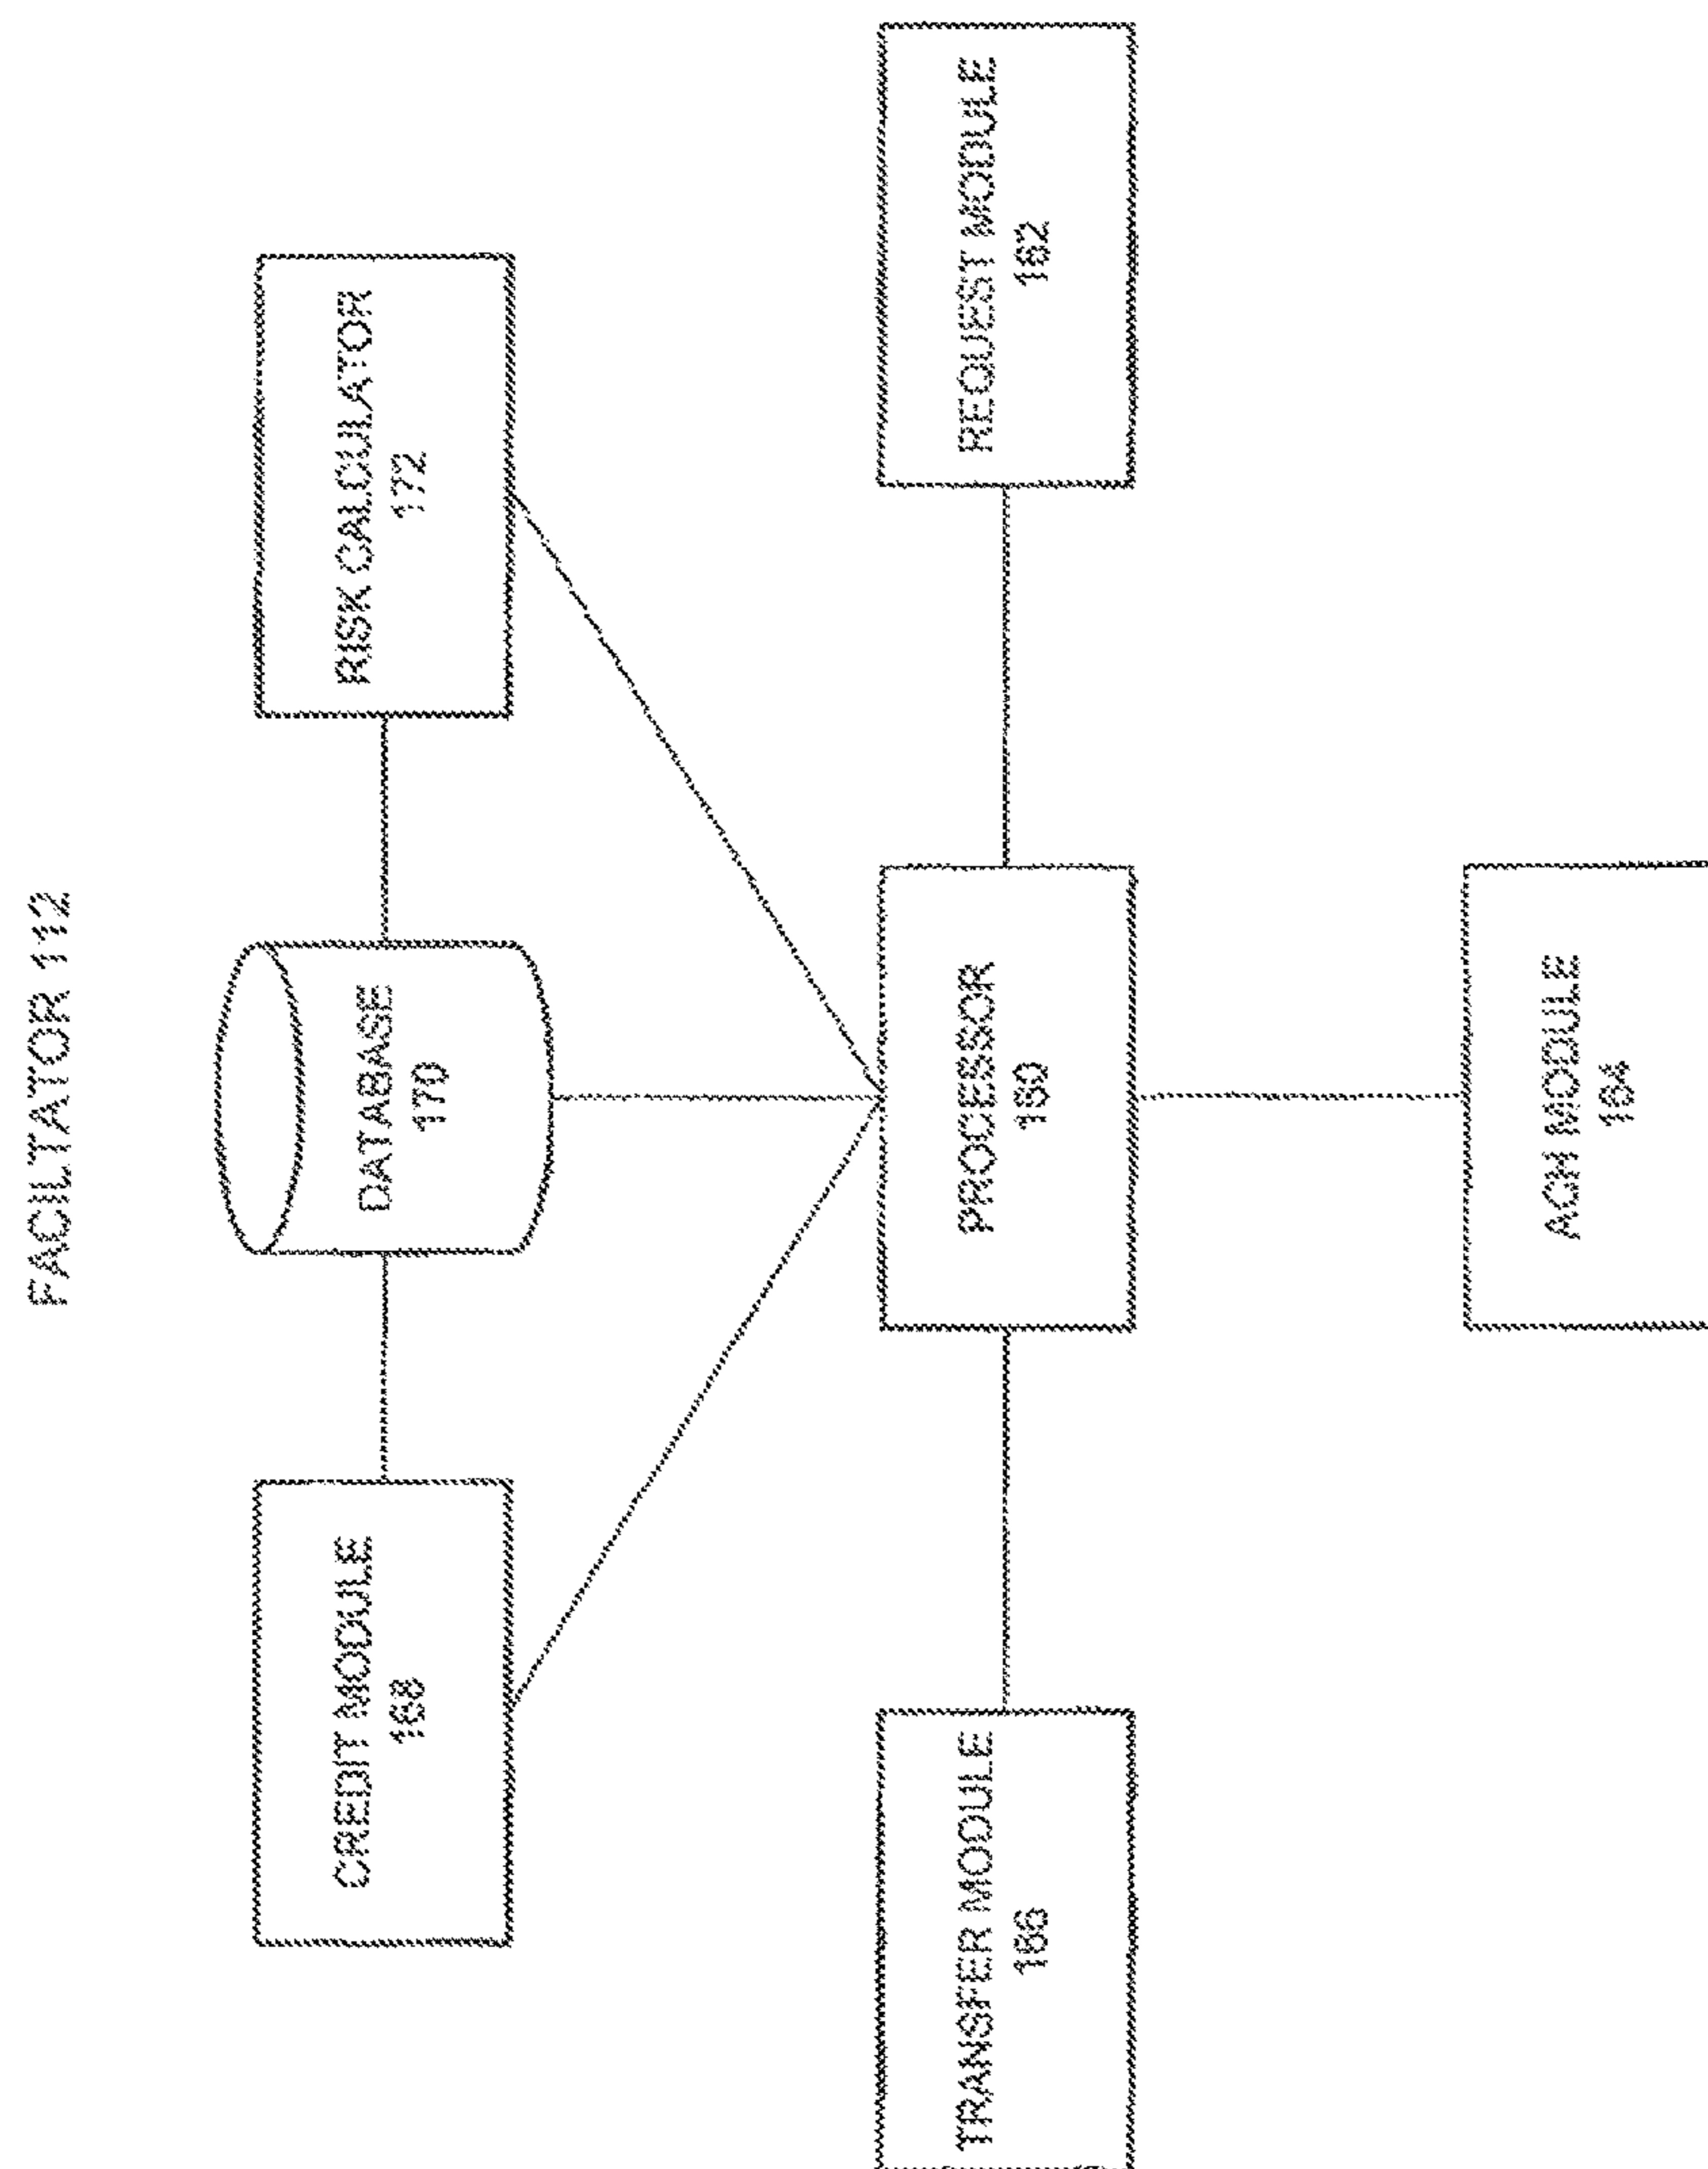 FACILTATOR 112
CREDIT MODULE
168
DATABASE
170
RISK CALCULATOR
172
TRANSFER MODULE
166
PROCESSOR
160
REQUEST MODULE
162
ACH MODULE
164